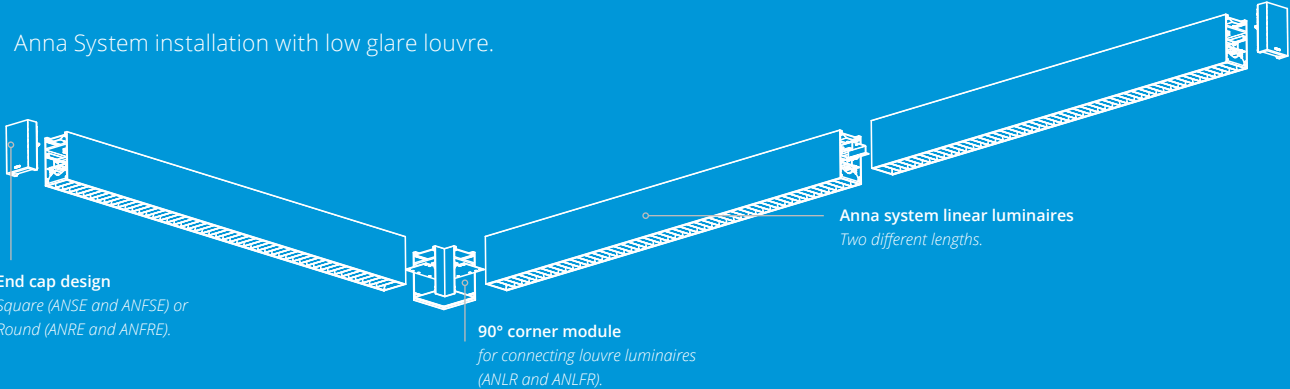 Anna System installation with low glare louvre.
Anna system linear luminaires
Two different lengths.
End cap design
Square (ANSE and ANFSE) or
Round (ANRE and ANFRE).
90° corner module
for connecting louvre luminaires
(ANLR and ANLFR).